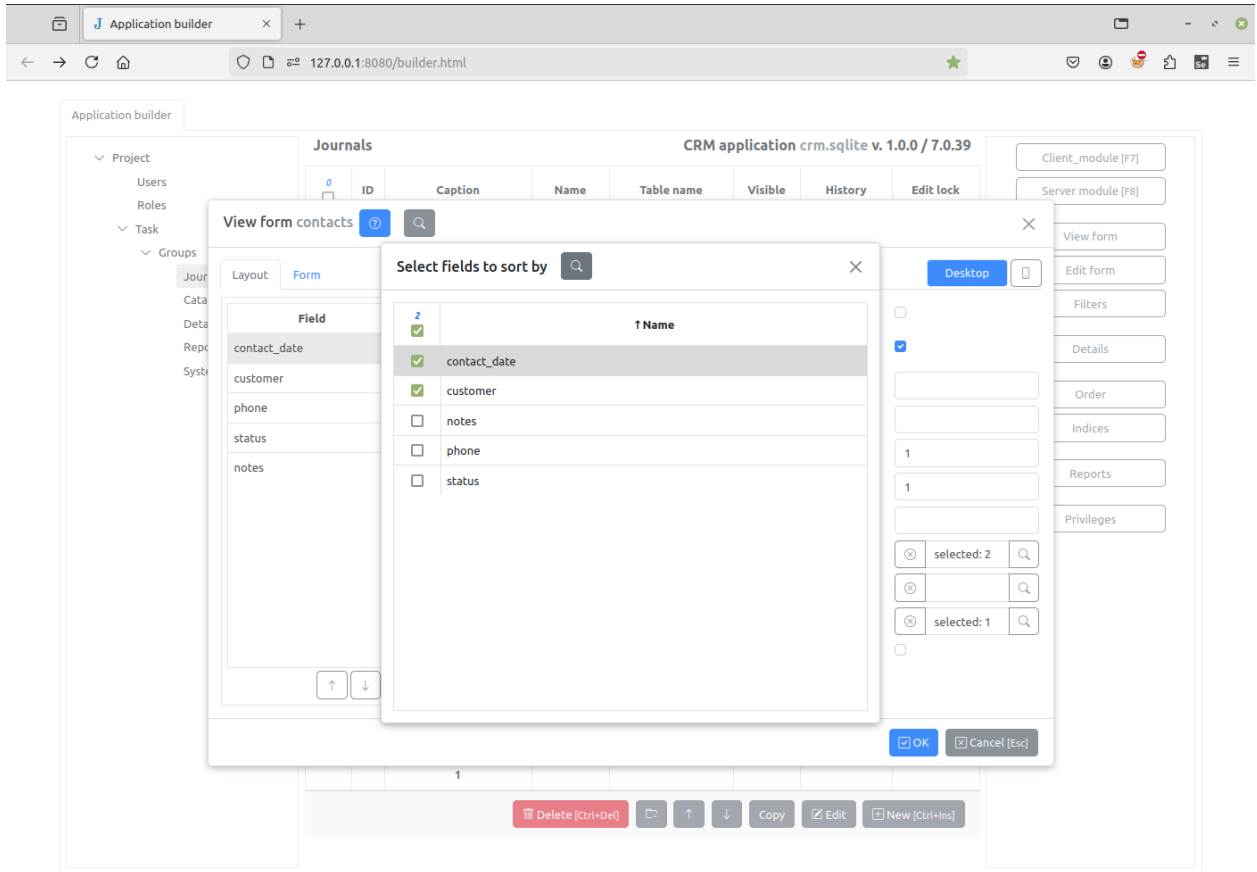 J Application builder
127.0.0.1:8080/builder.html
Se
Application builder
Project
Users
Roles
Task
Groups
Jour
Cata
Deta
Repo
Syste
Journals
CRM application crm.sqlite v. 1.0.0 / 7.0.39
0 ID Caption Name Table name Visible History Edit lock
Client_module [F7]
Server module [F8]
View form
Edit form
Filters
Details
Order
Indices
Reports
Privileges
View form contacts
Layout Form
Desktop
Field
contact_date
customer
phone
status
notes
Select fields to sort by
2 ↑Name
contact_date
customer
notes
phone
status
1
1
selected: 2
selected: 1
↑ ↓
OK Cancel [Esc]
1
Delete [Ctrl+Del] ↑ ↓ Copy Edit New [Ctrl+Ins]